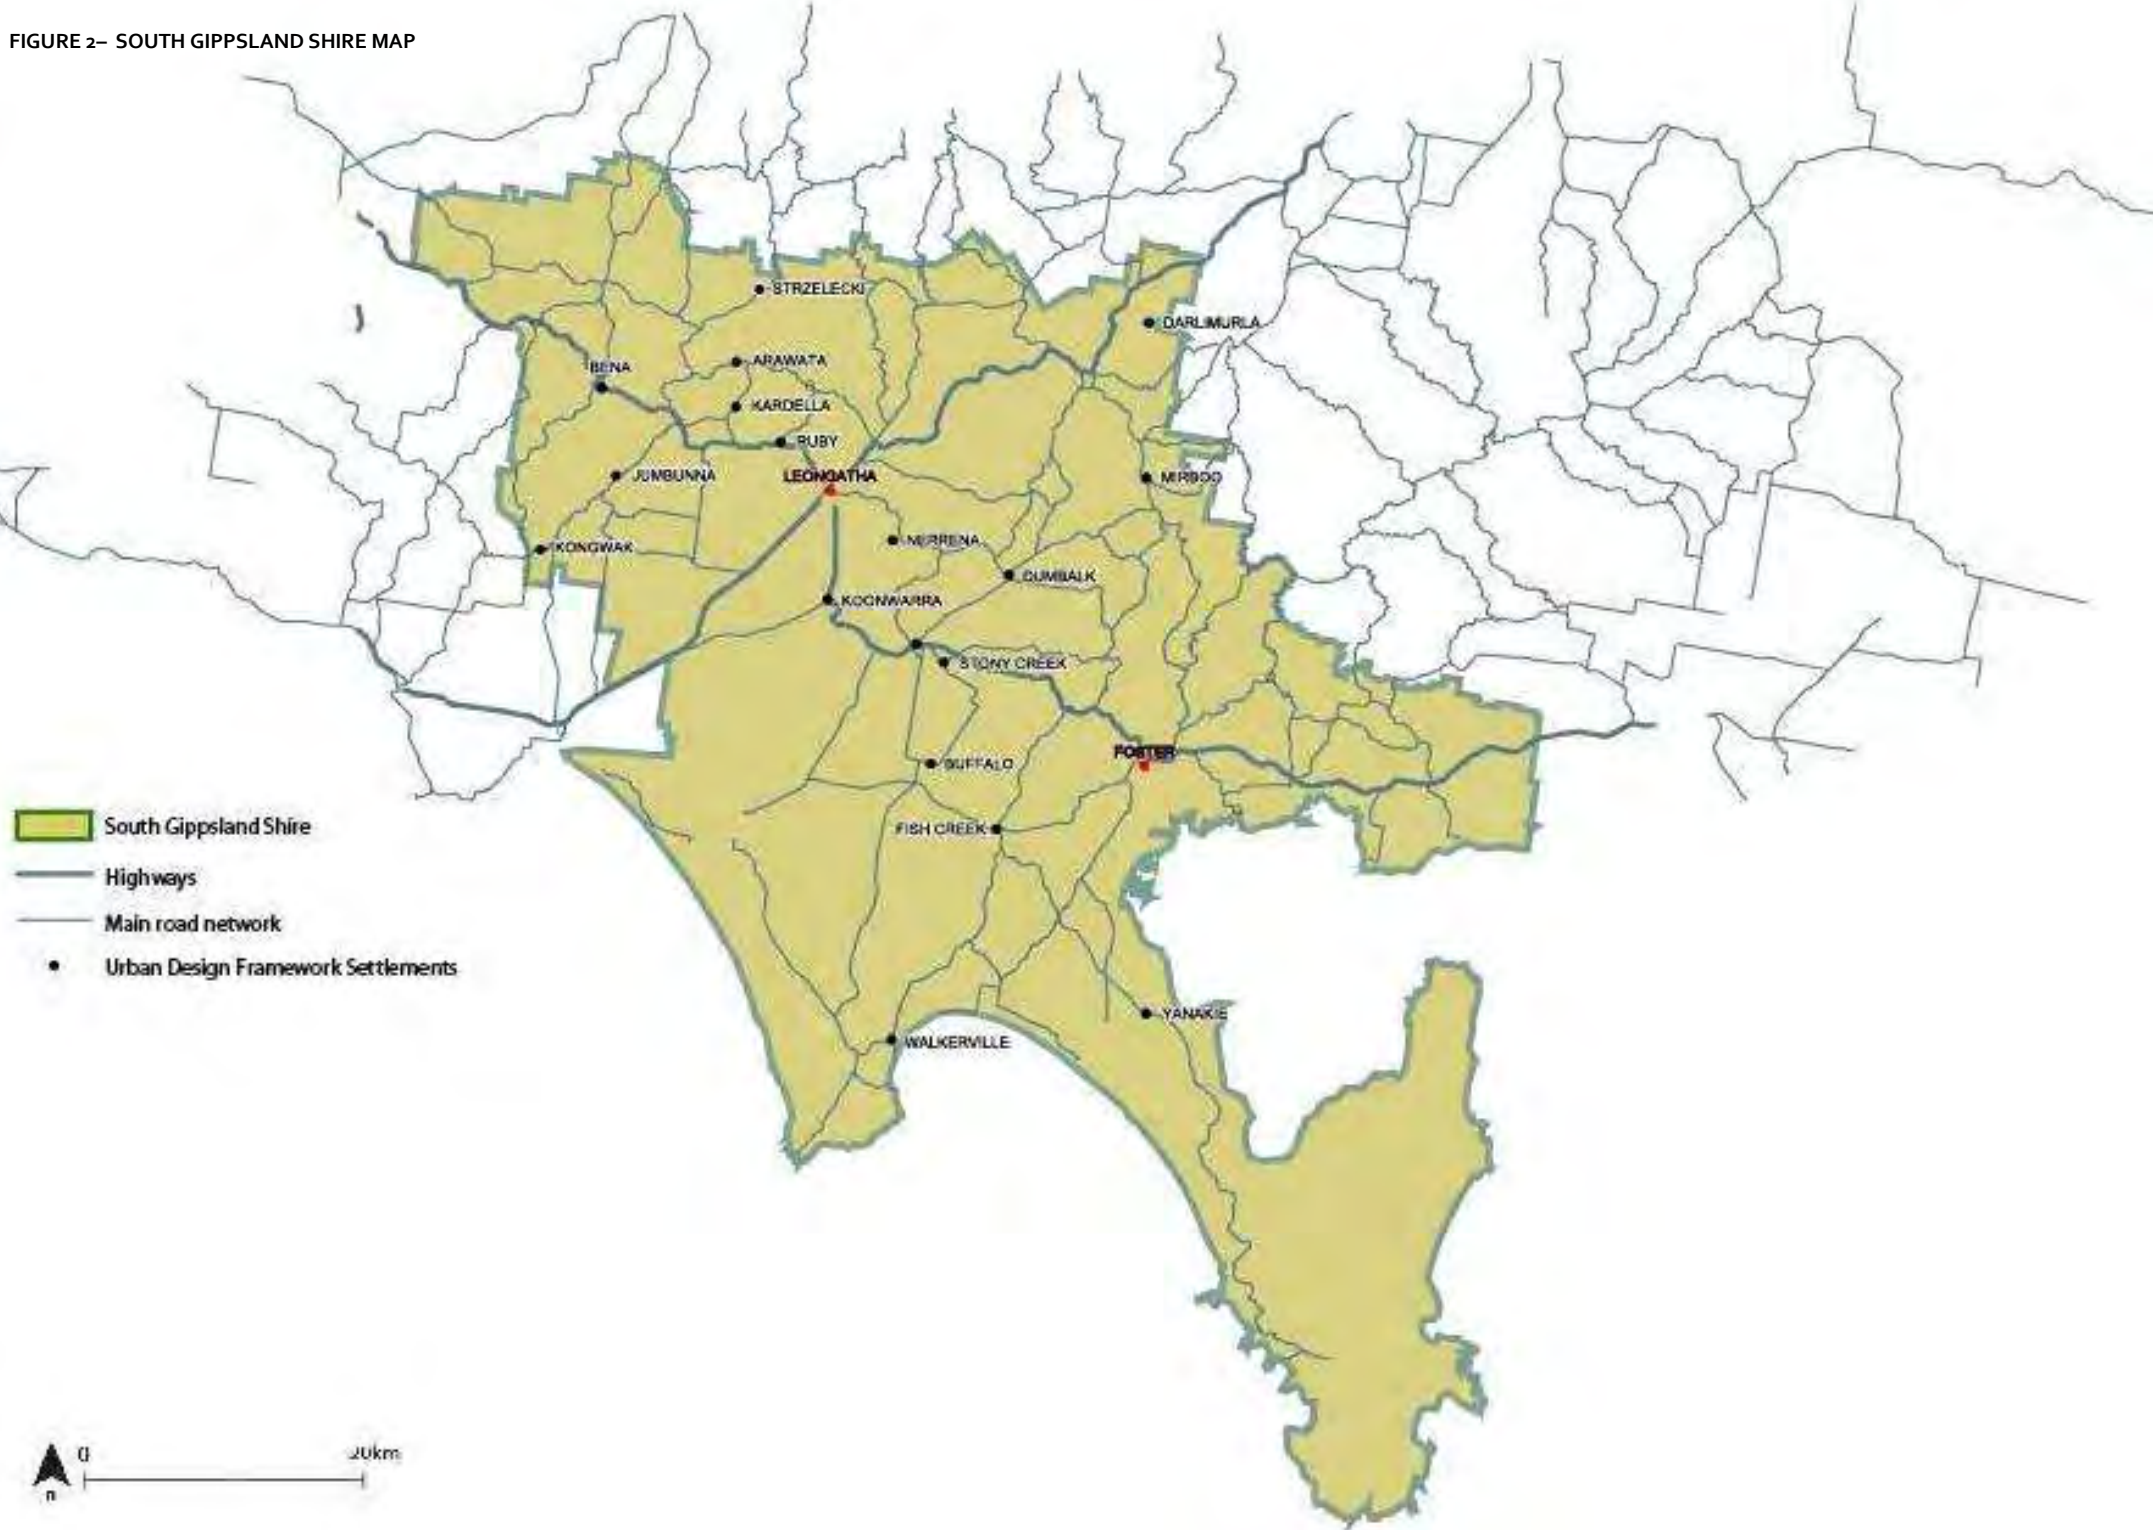 FIGURE 2– SOUTH GIPPSLAND SHIRE MAP
STRZELECKI
DARLIMURLA
ARAWATA
BENA
KARDELLA
RUBY
LEONGATHA
JUMBUNNA
MIRBOO
NERRENA
KONGWAK
DUMBALK
KOONWARRA
STONY CREEK
FOSTER
BUFFALO
FISH CREEK
YANAKIE
WALKERVILLE
South Gippsland Shire
Highways
Main road network
Urban Design Framework Settlements
0 20km
n